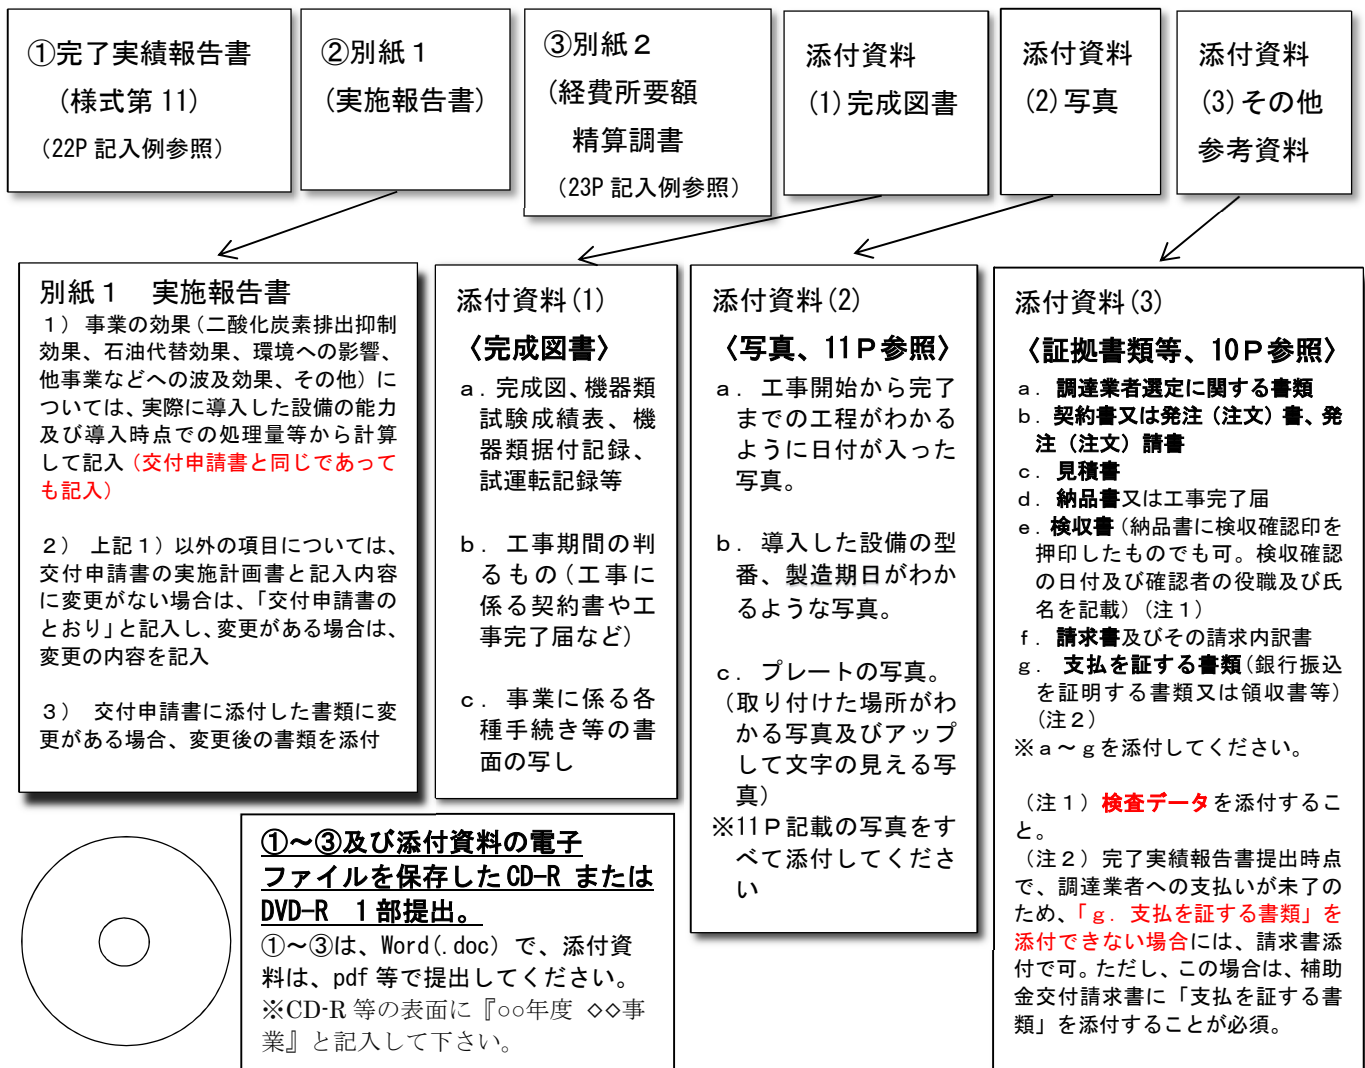 ①完了実績報告書
(様式第 11)
(22P 記入例参照)
②別紙１
(実施報告書)
③別紙２
(経費所要額
精算調書
(23P 記入例参照)
添付資料
(1)完成図書
添付資料
(2)写真
添付資料
(3)その他
参考資料
別紙１　実施報告書
１） 事業の効果(二酸化炭素排出抑制
効果、石油代替効果、環境への影響、
他事業などへの波及効果、その他）に
ついては、実際に導入した設備の能力
及び導入時点での処理量等から計算
して記入（交付申請書と同じであって
も記入）
２） 上記１）以外の項目については、
交付申請書の実施計画書と記入内容
に変更がない場合は、「交付申請書の
とおり」と記入し、変更がある場合は、
変更の内容を記入
３） 交付申請書に添付した書類に変
更がある場合、変更後の書類を添付
添付資料(1)
〈完成図書〉
ａ．完成図、機器類
試験成績表、機
器類据付記録、
試運転記録等
ｂ．工事期間の判
るもの（工事に
係る契約書や工
事完了届など）
ｃ．事業に係る各
種手続き等の書
面の写し
添付資料(2)
〈写真、11Ｐ参照〉
ａ．工事開始から完了
までの工程がわかる
ように日付が入った
写真。
ｂ．導入した設備の型
番、製造期日がわか
るような写真。
ｃ．プレートの写真。
（取り付けた場所がわ
かる写真及びアップ
して文字の見える写
真）
※11Ｐ記載の写真をす
べて添付してくださ
い
添付資料(3)
〈証拠書類等、10Ｐ参照〉
ａ．調達業者選定に関する書類
ｂ．契約書又は発注（注文）書、発
注（注文）請書
ｃ．見積書
ｄ．納品書又は工事完了届
ｅ．検収書（納品書に検収確認印を
押印したものでも可。検収確認
の日付及び確認者の役職及び氏
名を記載）（注１）
ｆ．請求書及びその請求内訳書
ｇ．支払を証する書類(銀行振込
を証明する書類又は領収書等）
（注２）
※ａ～ｇを添付してください。
（注１）検査データを添付するこ
と。
（注２）完了実績報告書提出時点
で、調達業者への支払いが未了の
ため、「ｇ．支払を証する書類」を
添付できない場合には、請求書添
付で可。ただし、この場合は、補助
金交付請求書に「支払を証する書
類」を添付することが必須。
①～③及び添付資料の電子
ファイルを保存したCD-R または
DVD-R　１部提出。
①～③は、Word(.doc) で、添付資
料は、pdf 等で提出してください。
※CD-R 等の表面に『○○年度 ◇◇事
業』と記入して下さい。